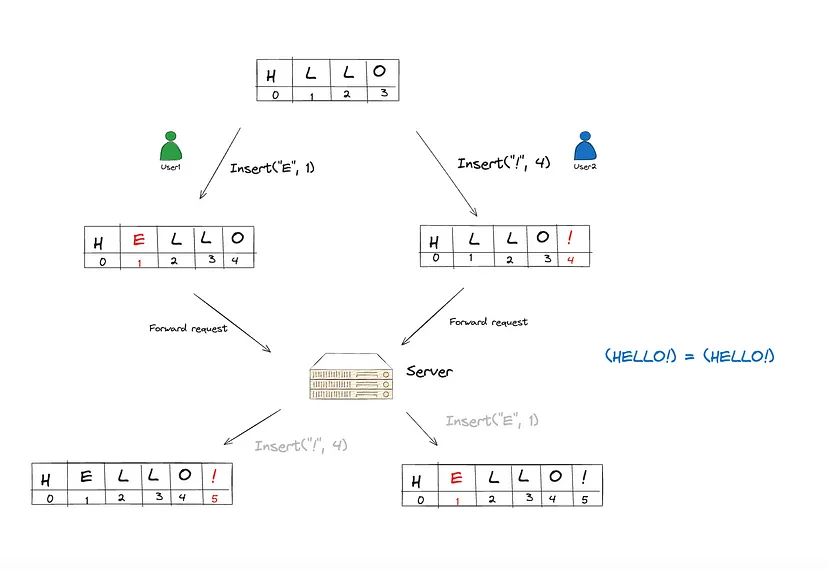 H L L O
0 1 2 3
User1
Insert("E", 1)
Insert("!", 4)
User2
H E L L O
0 1 2 3 4
H L L O !
0 1 2 3 4
Forward request
Forward request
Server
(HELLO!) = (HELLO!)
Insert("!", 4)
Insert("E", 1)
H E L L O !
0 1 2 3 4 5
H E L L O !
0 1 2 3 4 5